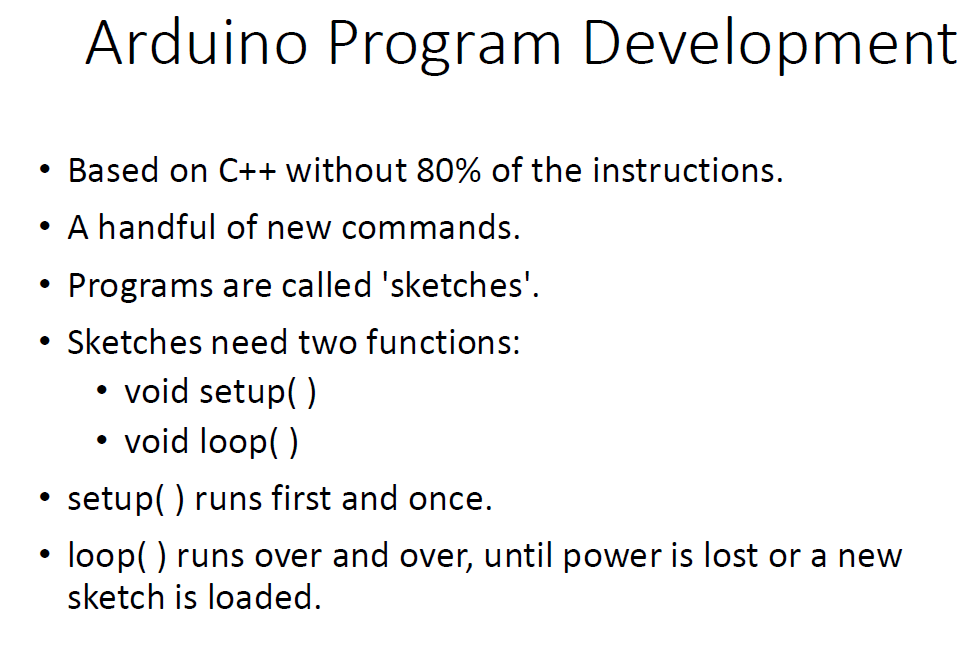 Arduino Program Development
• Based on C++ without 80% of the instructions.
• A handful of new commands.
• Programs are called 'sketches'.
• Sketches need two functions:
• void setup( )
• void loop( )
• setup( ) runs first and once.
• loop( ) runs over and over, until power is lost or a new
sketch is loaded.